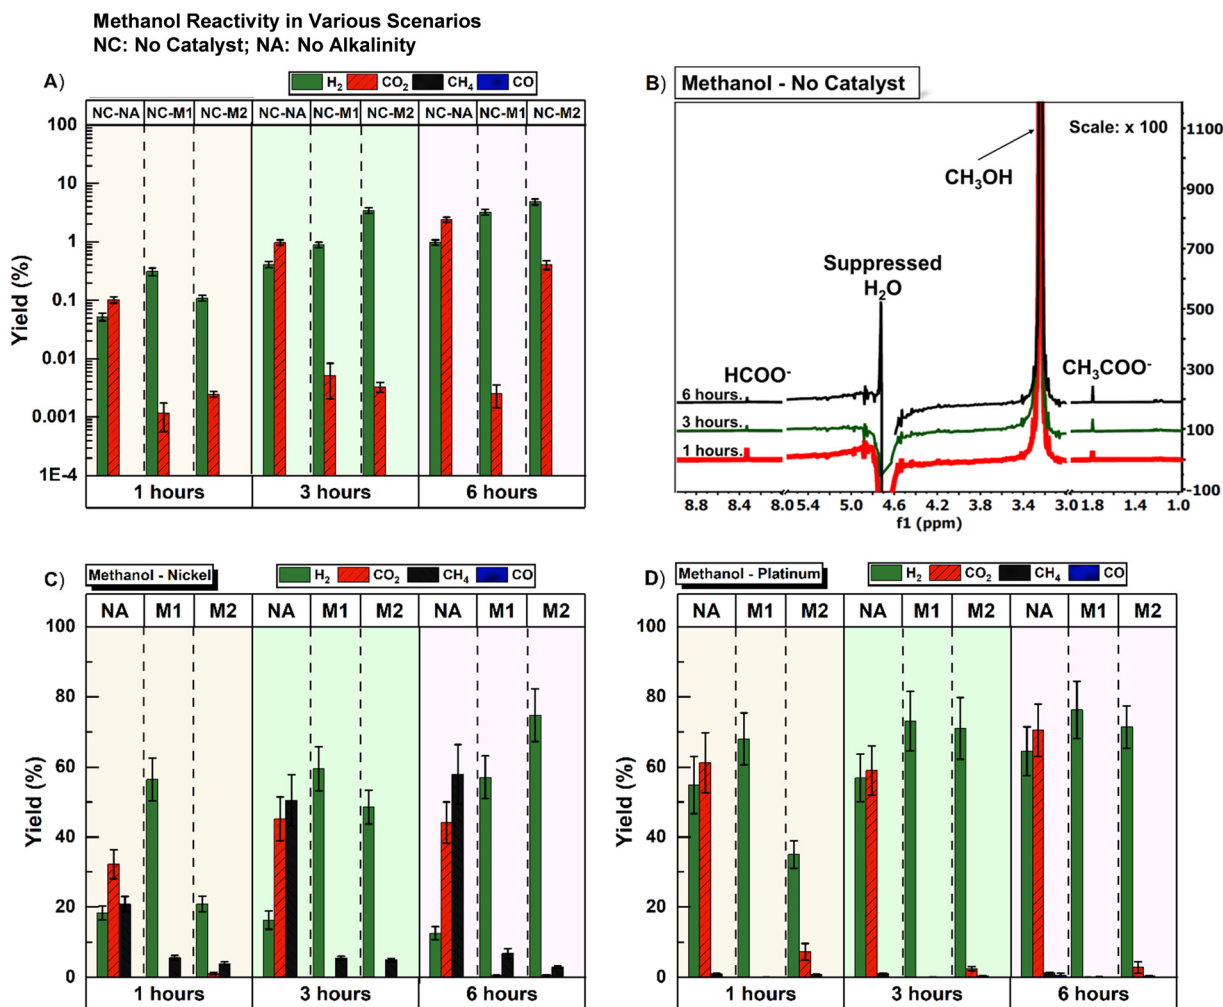 Methanol Reactivity in Various Scenarios
NC: No Catalyst; NA: No Alkalinity
A)
H2 CO2 CH4 CO
NC-NA NC-M1 NC-M2 NC-NA NC-M1 NC-M2 NC-NA NC-M1 NC-M2
Yield (%)
100
10
1
0.1
0.01
0.001
1E-4
1 hours 3 hours 6 hours
B) Methanol - No Catalyst
Scale: x 100
CH3OH
Suppressed
H2O
HCOO-
CH3COO-
6 hours.
3 hours.
1 hours.
1100
900
700
500
300
100
-100
8.8 8.4 8.0 5.4 5.0 4.6 4.2 3.8 3.4 3.0 1.8 1.4 1.0
f1 (ppm)
C) Methanol - Nickel
H2 CO2 CH4 CO
NA M1 M2 NA M1 M2 NA M1 M2
Yield (%)
100
80
60
40
20
0
1 hours 3 hours 6 hours
D) Methanol - Platinum
H2 CO2 CH4 CO
NA M1 M2 NA M1 M2 NA M1 M2
Yield (%)
100
80
60
40
20
0
1 hours 3 hours 6 hours